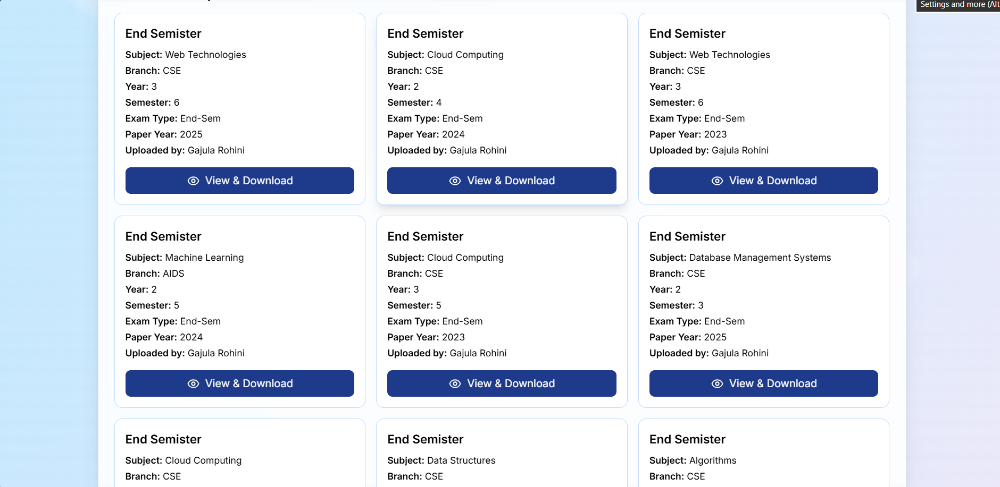 Settings and more (Alt
End Semister
Subject: Web Technologies
Branch: CSE
Year: 3
Semester: 6
Exam Type: End-Sem
Paper Year: 2025
Uploaded by: Gajula Rohini
View & Download
End Semister
Subject: Cloud Computing
Branch: CSE
Year: 2
Semester: 4
Exam Type: End-Sem
Paper Year: 2024
Uploaded by: Gajula Rohini
View & Download
End Semister
Subject: Web Technologies
Branch: CSE
Year: 3
Semester: 6
Exam Type: End-Sem
Paper Year: 2023
Uploaded by: Gajula Rohini
View & Download
End Semister
Subject: Machine Learning
Branch: AIDS
Year: 2
Semester: 5
Exam Type: End-Sem
Paper Year: 2024
Uploaded by: Gajula Rohini
View & Download
End Semister
Subject: Cloud Computing
Branch: CSE
Year: 3
Semester: 5
Exam Type: End-Sem
Paper Year: 2023
Uploaded by: Gajula Rohini
View & Download
End Semister
Subject: Database Management Systems
Branch: CSE
Year: 2
Semester: 3
Exam Type: End-Sem
Paper Year: 2025
Uploaded by: Gajula Rohini
View & Download
End Semister
Subject: Cloud Computing
Branch: CSE
End Semister
Subject: Data Structures
Branch: CSE
End Semister
Subject: Algorithms
Branch: CSE